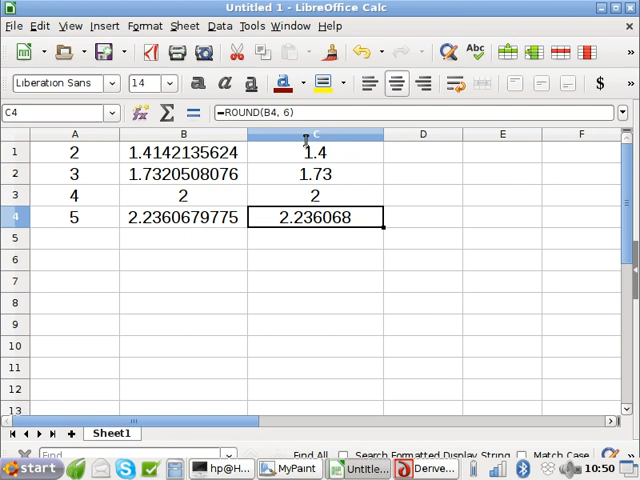 Untitled 1 - LibreOffice Calc
File Edit View Insert Format Sheet Data Tools Window Help
Liberation Sans 14 a a a a $
C4 =ROUND(B4, 6)
A B C D E F
1 2 1.4142135624 1.4
2 3 1.7320508076 1.73
3 4 2 2
4 5 2.2360679775 2.236068
5
6
7
8
9
10
11
12
13
Sheet1
Find All Search Formatted Display String Match Case
start hp@H... MyPaint Untitle... Derive... 10:50